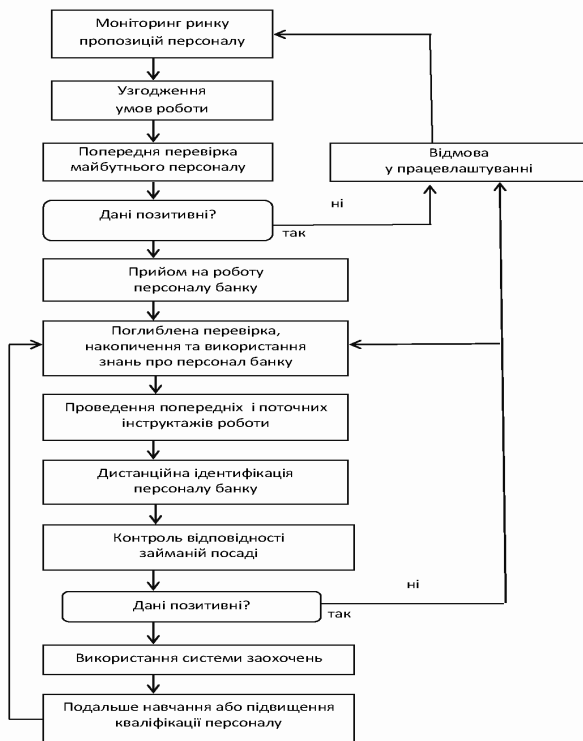 Моніторинг ринку
пропозицій персоналу
Узгодження
умов роботи
Попередня перевірка
майбутнього персоналу
Відмова
у працевлаштуванні
Дані позитивні?
ні
так
Прийом на роботу
персоналу банку
Поглиблена перевірка,
накопичення та використання
знань про персонал банку
Проведення попередніх і поточних
інструктажів роботи
Дистанційна ідентифікація
персоналу банку
Контроль відповідності
займаній посаді
Дані позитивні?
ні
так
Використання системи заохочень
Подальше навчання або підвищення
кваліфікації персоналу